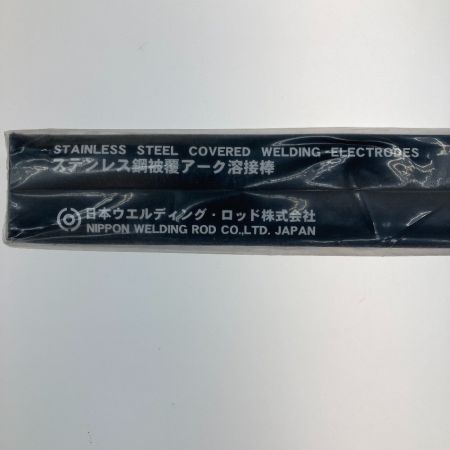 STAINLESS STEEL COVERED WELDING ELECTRODES
ステンレス鋼被覆アーク溶接棒
日本ウエルディング・ロッド株式会社
NIPPON WELDING ROD CO.,LTD. JAPAN